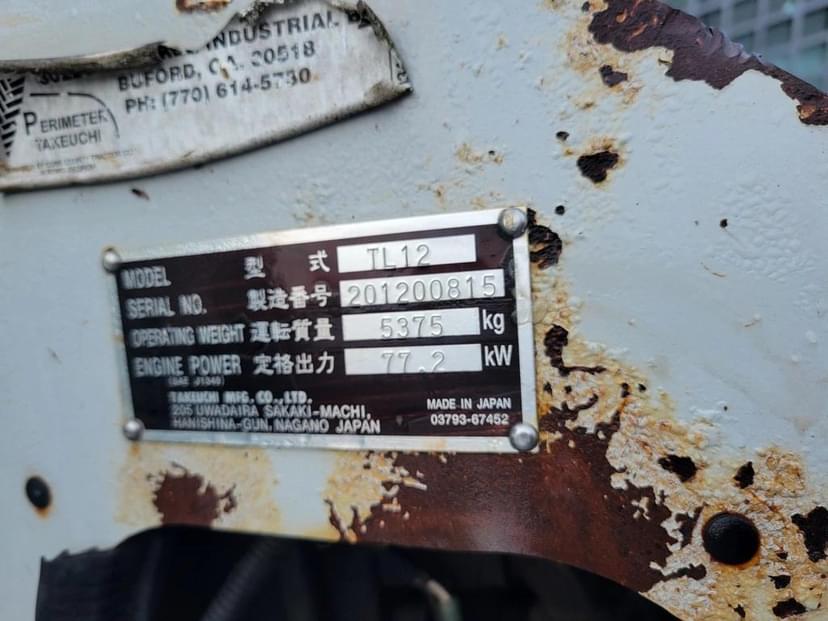 INDUSTRIAL
BUFORD, GA. 30518
PH: (770) 614-5730
PERIMETER
TAKEUCHI
MODEL 型 式 TL12
SERIAL NO. 製造番号 201200815
OPERATING WEIGHT 運転質量 5375 kg
ENGINE POWER 定格出力 77.2 kW
(SAE J1349)
TAKEUCHI MFG. CO., LTD.
205 UWADAIRA SAKAKI-MACHI,
HANISHINA-GUN, NAGANO JAPAN
MADE IN JAPAN
03793-67452